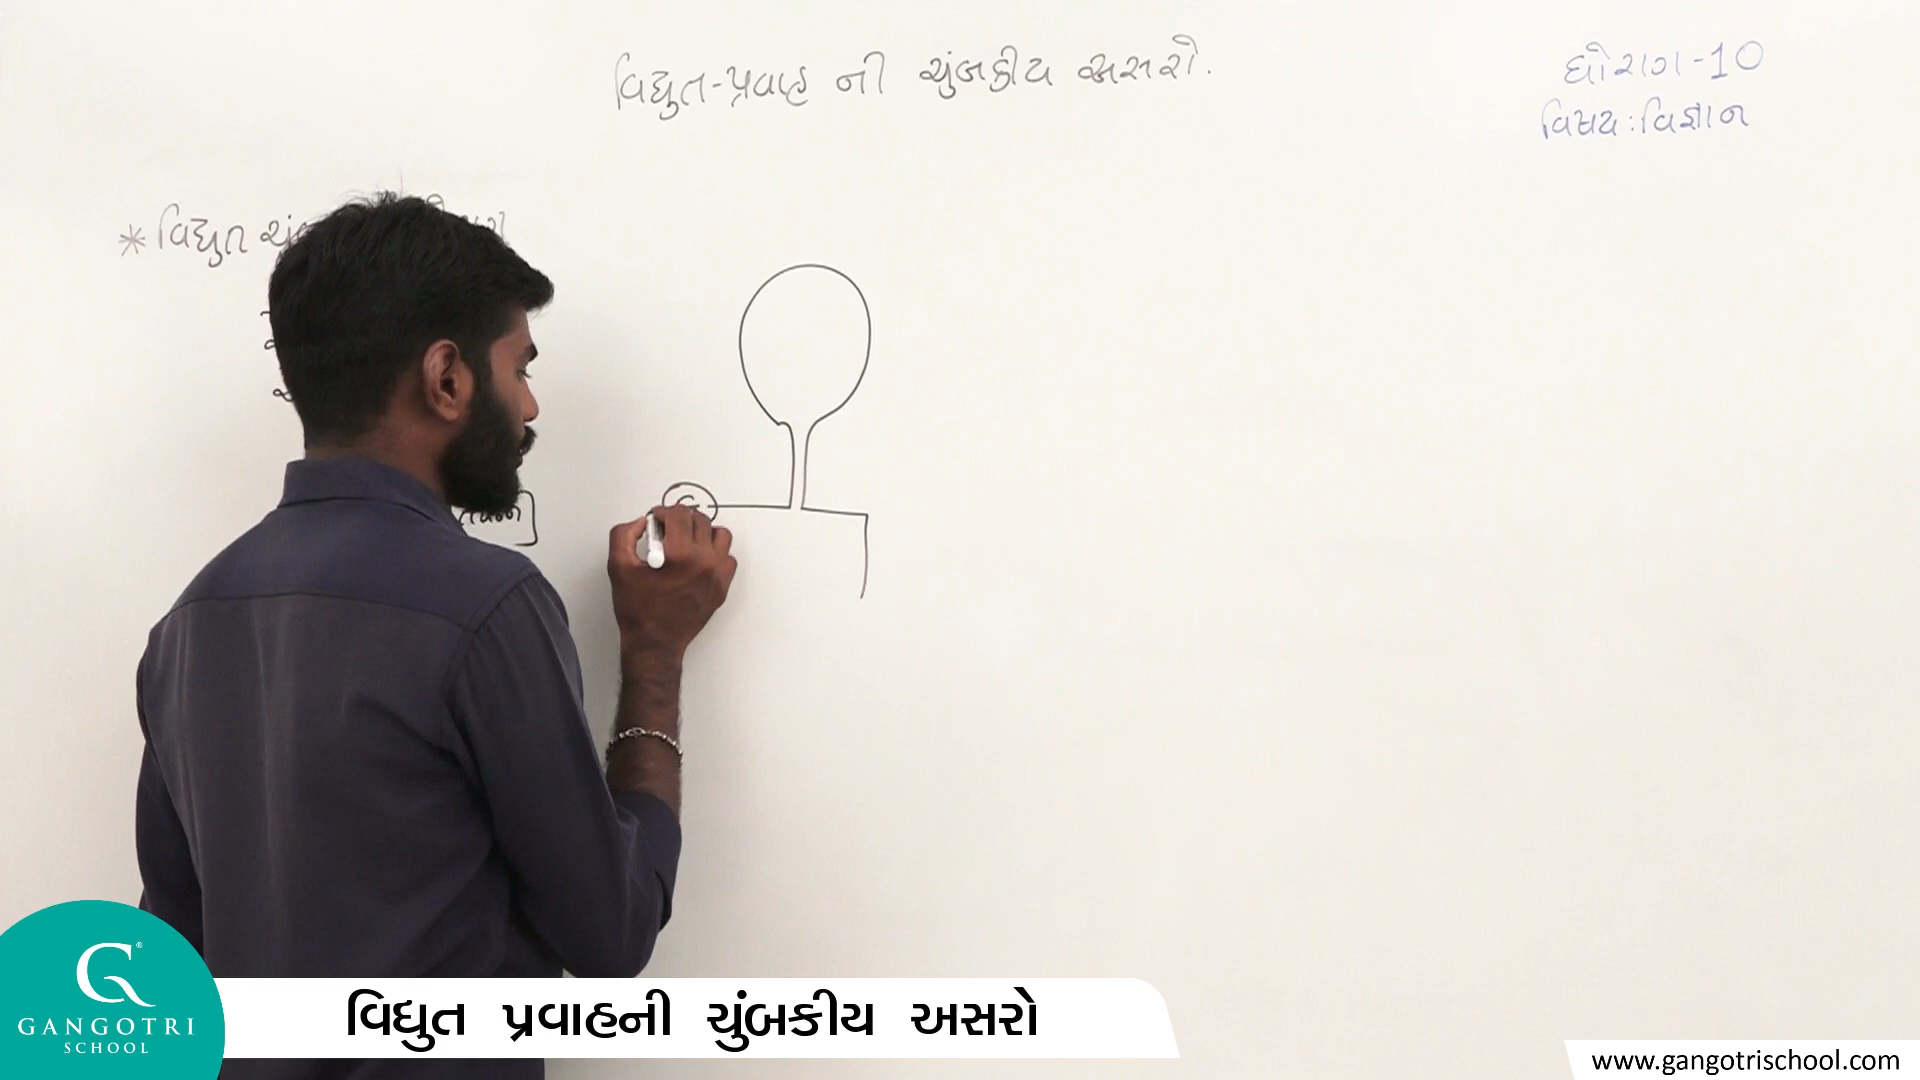 વિદ્યુત-પ્રવાહ ની ચુંબકીય અસરો.
ધોરણ-10
વિષય:વિજ્ઞાન
* વિદ્યુત
G
GANGOTRI
SCHOOL
વિદ્યુત પ્રવાહની ચુંબકીય અસરો
www.gangotrischool.com